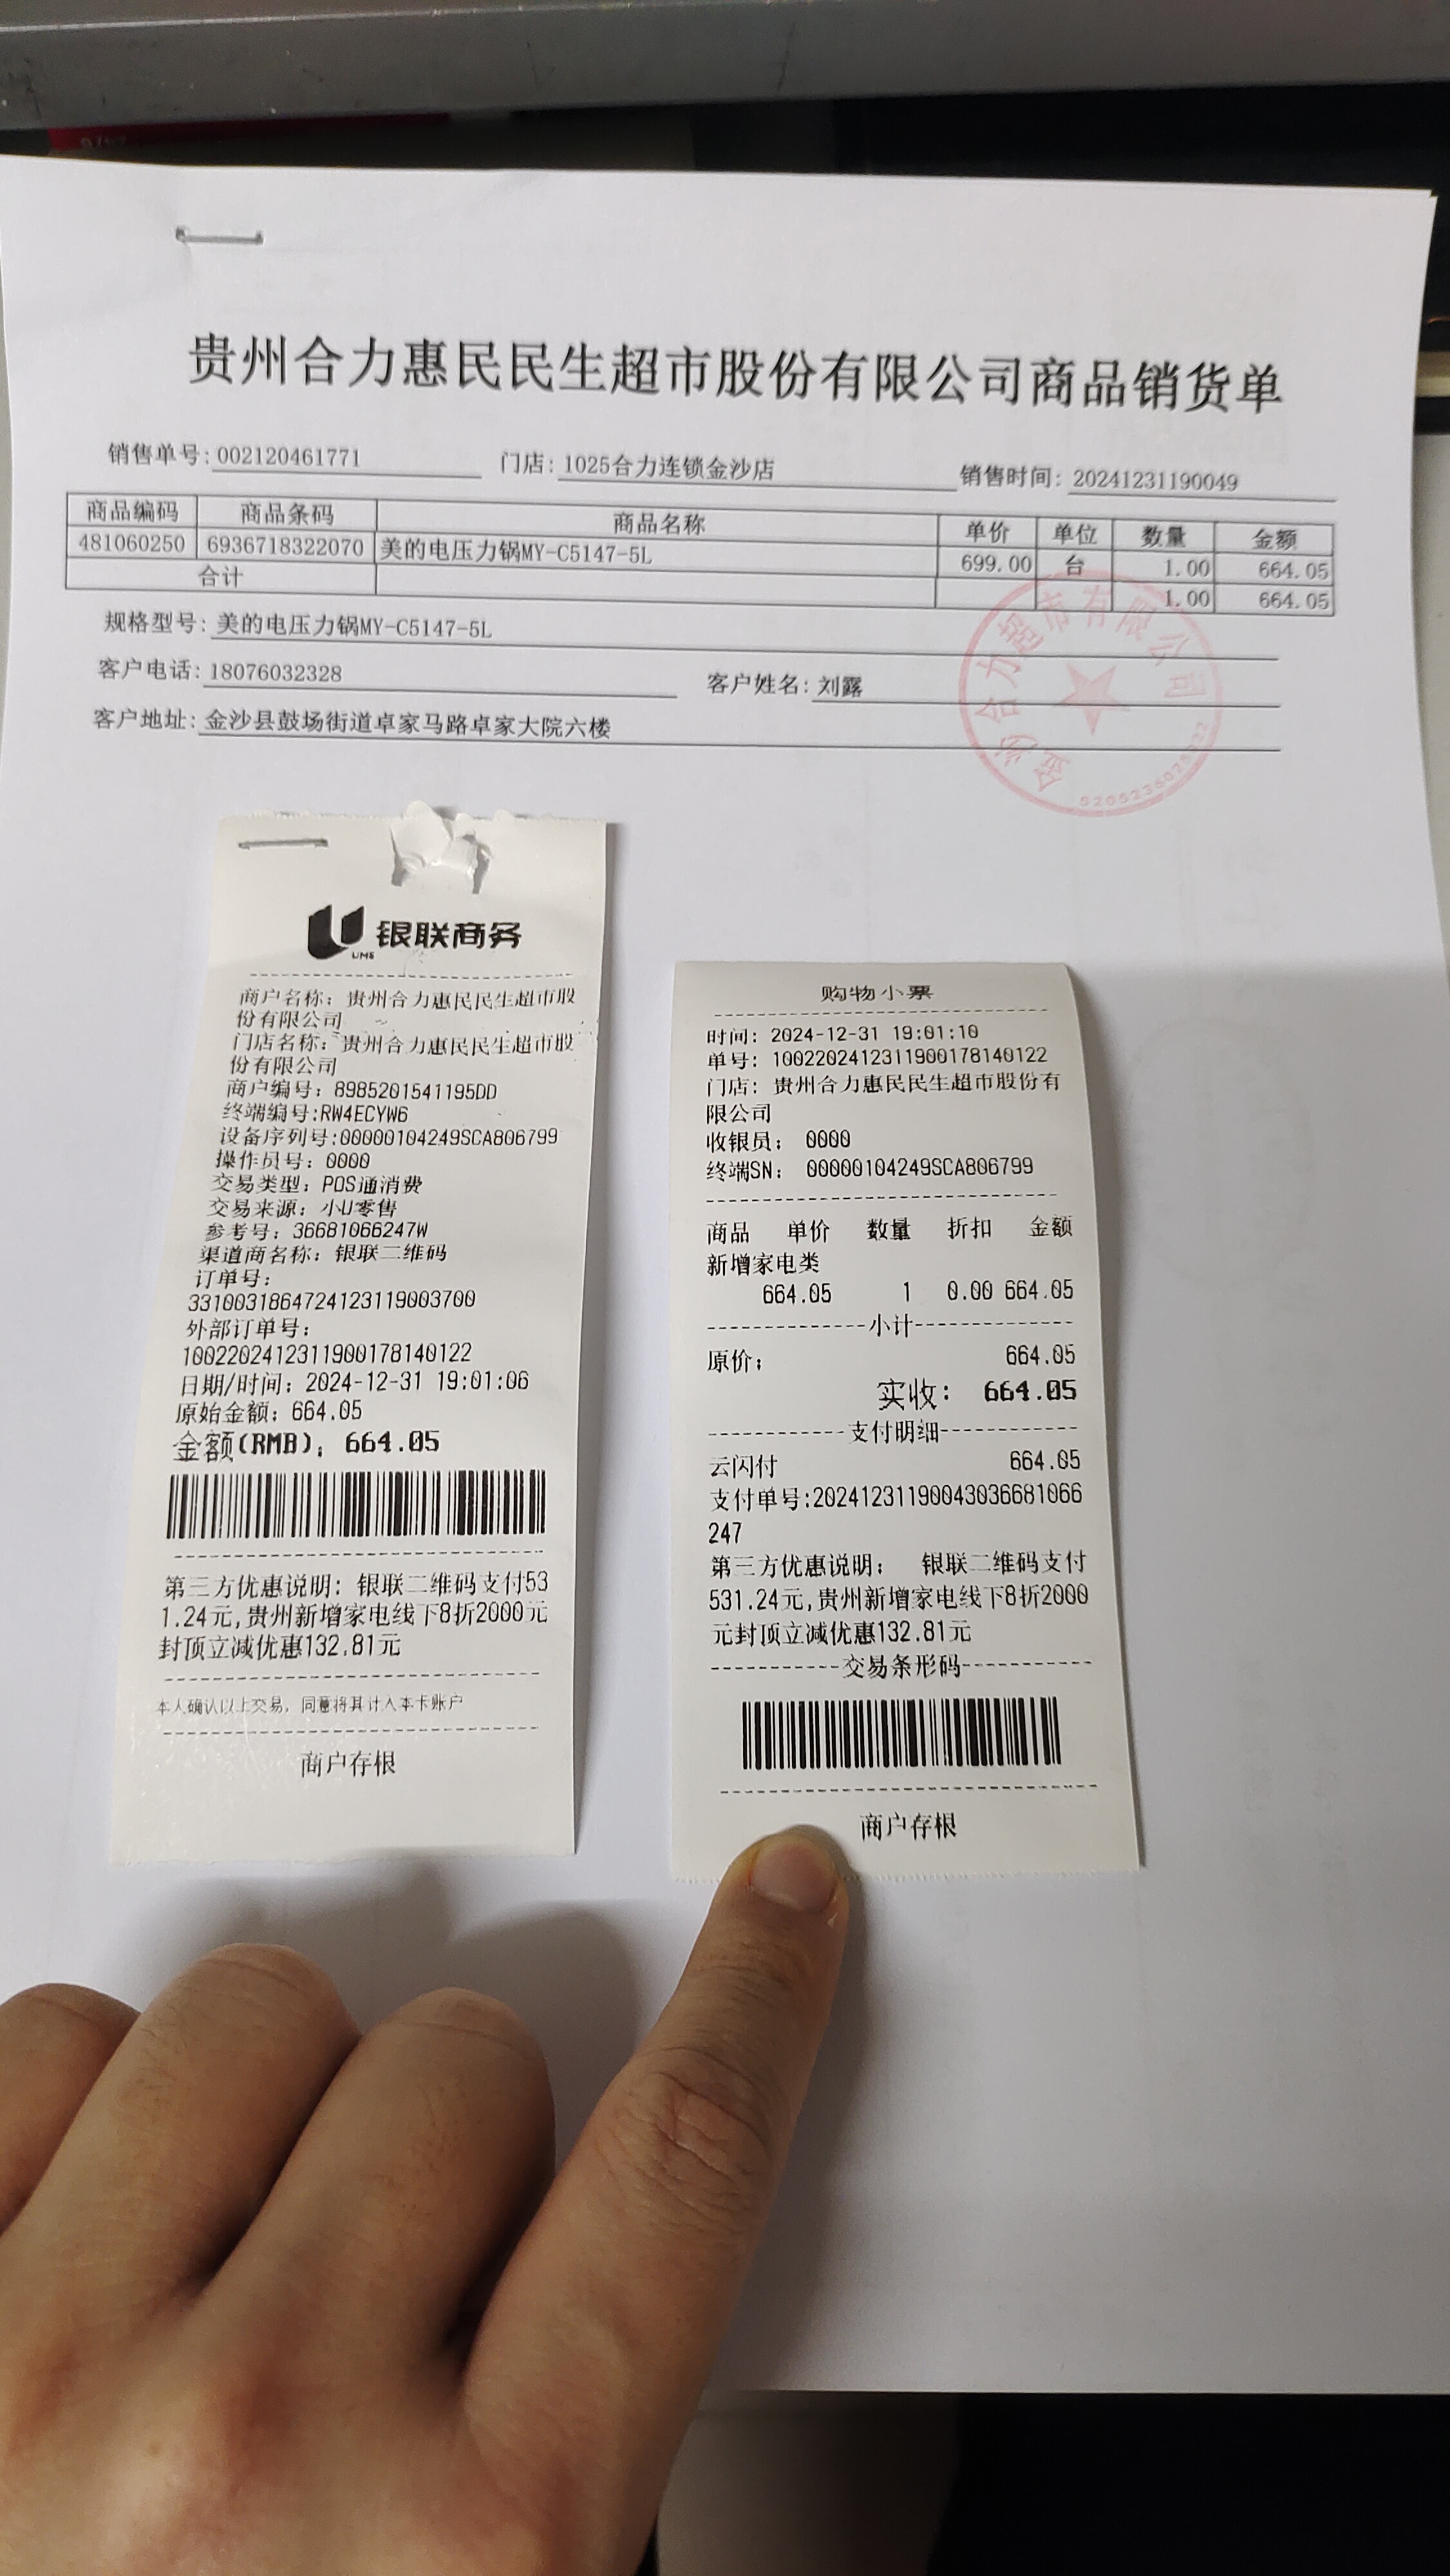 贵州合力惠民民生超市股份有限公司商品销货单
销售单号: 002120461771 门店: 1025合力连锁金沙店 销售时间: 20241231190049
商品编码 商品条码 商品名称 单价 单位 数量 金额
481060250 6936718322070 美的电压力锅MY-C5147-5L 699.00 台 1.00 664.05
合计 1.00 664.05
规格型号: 美的电压力锅MY-C5147-5L
客户电话: 18076032328 客户姓名: 刘露
客户地址: 金沙县鼓场街道卓家马路卓家大院六楼
金沙合力超市有限公司
银联商务
UMS
商户名称: 贵州合力惠民民生超市股
份有限公司
门店名称: 贵州合力惠民民生超市股
份有限公司
商户编号: 8985201541195DD
终端编号:RW4ECYW6
设备序列号:00000104249SCA806799
操作员号: 0000
交易类型: POS通消费
交易来源: 小U零售
参考号: 36681066247W
渠道商名称: 银联二维码
订单号:
33100318647241231190037​00
外部订单号:
1002202412311900178140122
日期/时间: 2024-12-31 19:01:06
原始金额: 664.05
金额(RMB): 664.05
第三方优惠说明: 银联二维码支付53
1.24元,贵州新增家电线下8折2000元
封顶立减优惠132.81元
本人确认以上交易, 同意将其计入本卡账户
商户存根
购物小票
时间: 2024-12-31 19:01:10
单号: 1002202412311900178140122
门店: 贵州合力惠民民生超市股份有
限公司
收银员: 0000
终端SN: 00000104249SCA806799
商品 单价 数量 折扣 金额
新增家电类
664.05 1 0.00 664.05
小计
原价: 664.05
实收: 664.05
支付明细
云闪付 664.05
支付单号:202412311900430366​81066
247
第三方优惠说明: 银联二维码支付
531.24元,贵州新增家电线下8折2000
元封顶立减优惠132.81元
交易条形码
商户存根